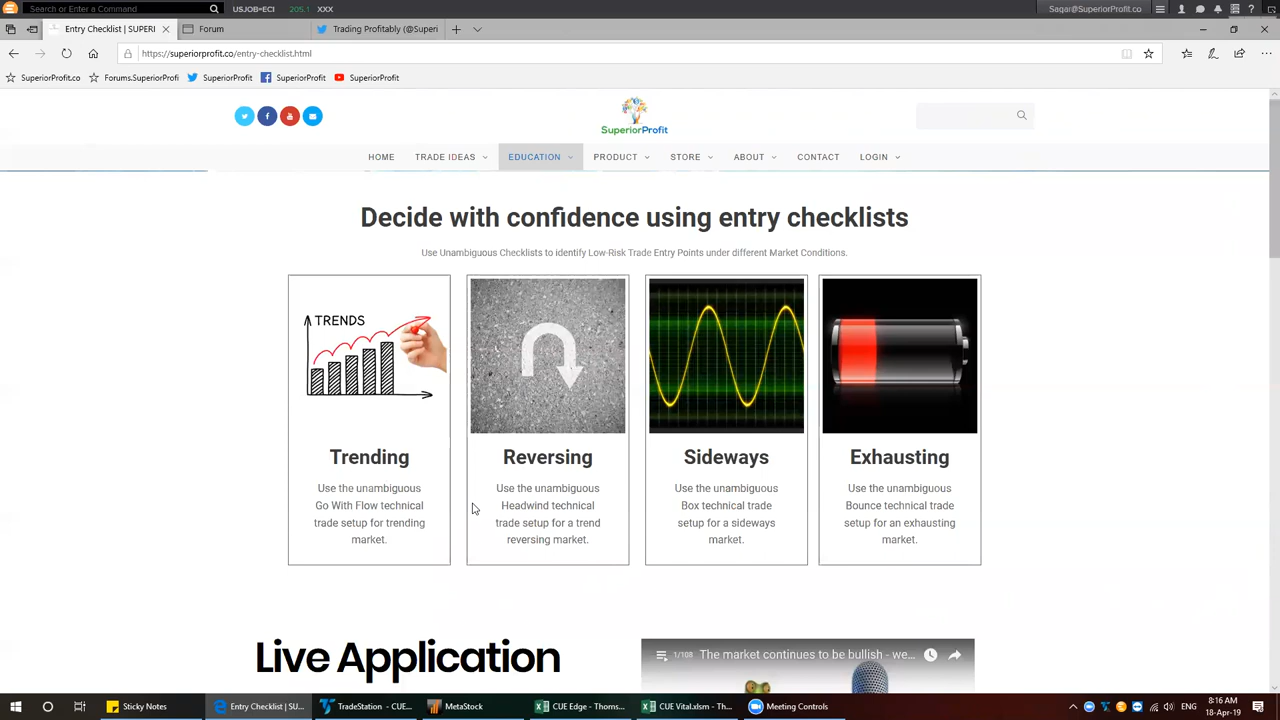 Search or Enter a Command
USJOB=ECI
205.1
XXX
Sagar@SuperiorProfit.co
Entry Checklist | SUPERI
Forum
Trading Profitably (@Superi
https://superiorprofit.co/entry-checklist.html
SuperiorProfit.co
Forums.SuperiorProfi
SuperiorProfit
SuperiorProfit
SuperiorProfit
SuperiorProfit
HOME
TRADE IDEAS
EDUCATION
PRODUCT
STORE
ABOUT
CONTACT
LOGIN
Decide with confidence using entry checklists
Use Unambiguous Checklists to identify Low-Risk Trade Entry Points under different Market Conditions.
TRENDS
Trending
Use the unambiguous
Go With Flow technical
trade setup for trending
market.
Reversing
Use the unambiguous
Headwind technical
trade setup for a trend
reversing market.
Sideways
Use the unambiguous
Box technical trade
setup for a sideways
market.
Exhausting
Use the unambiguous
Bounce technical trade
setup for an exhausting
market.
Live Application
1/108
The market continues to be bullish - we...
Sticky Notes
Entry Checklist | SU...
TradeStation - CUE...
MetaStock
CUE Edge - Thoms...
CUE Vital.xlsm - Th...
Meeting Controls
8:16 AM
18-Apr-19